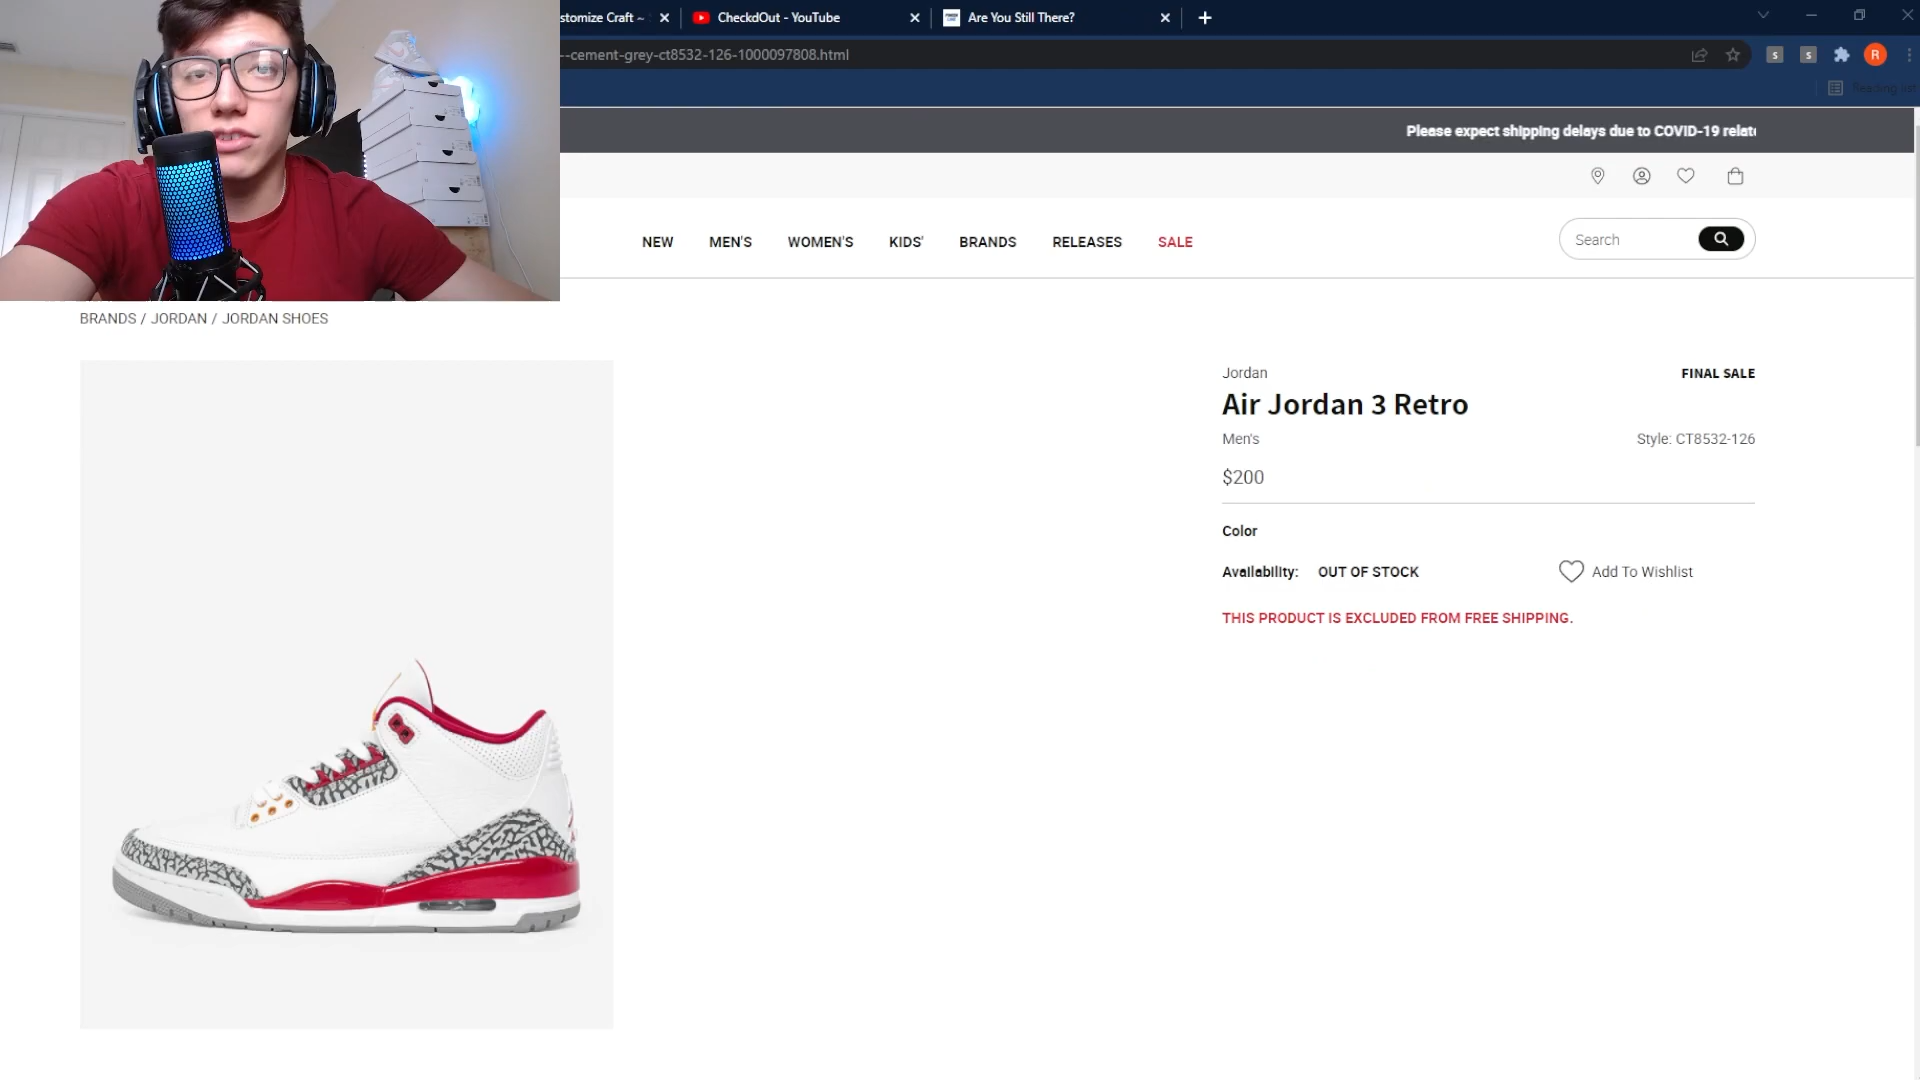 stomize Craft ~
CheckdOut - YouTube
Are You Still There?
--cement-grey-ct8532-126-1000097808.html
s
s
R
Reading list
Please expect shipping delays due to COVID-19 relat
NEW
MEN'S
WOMEN'S
KIDS'
BRANDS
RELEASES
SALE
Search
BRANDS / JORDAN / JORDAN SHOES
Jordan
FINAL SALE
Air Jordan 3 Retro
Men's
Style: CT8532-126
$200
Color
Availability: OUT OF STOCK
Add To Wishlist
THIS PRODUCT IS EXCLUDED FROM FREE SHIPPING.